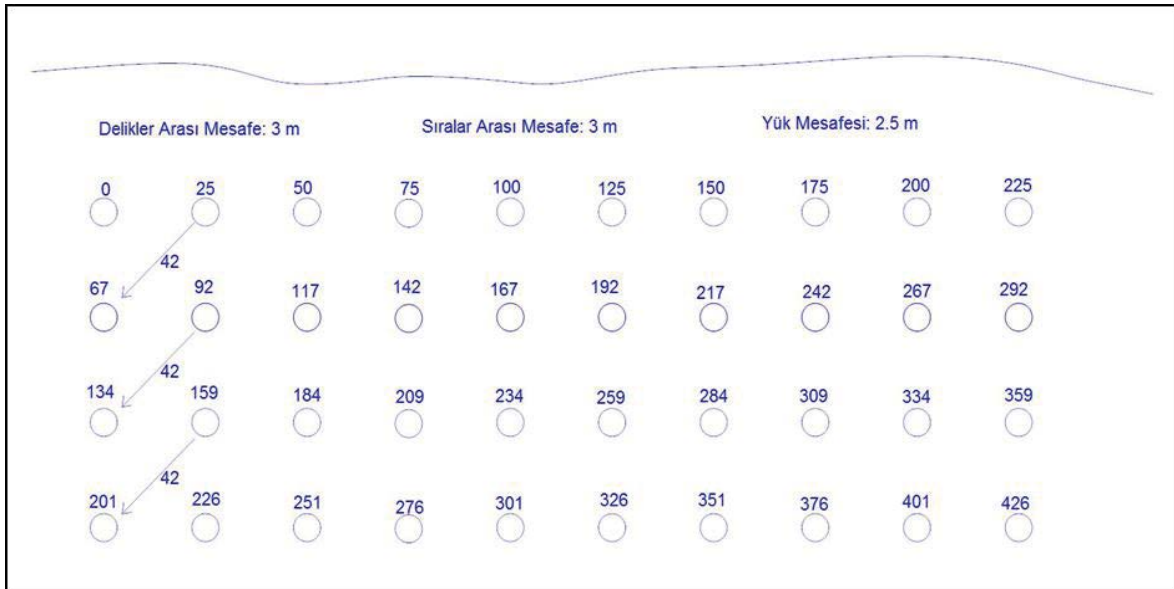 Delikler Arası Mesafe: 3 m Sıralar Arası Mesafe: 3 m Yük Mesafesi: 2.5 m
0 25 50 75 100 125 150 175 200 225
42
67 92 117 142 167 192 217 242 267 292
42
134 159 184 209 234 259 284 309 334 359
42
201 226 251 276 301 326 351 376 401 426